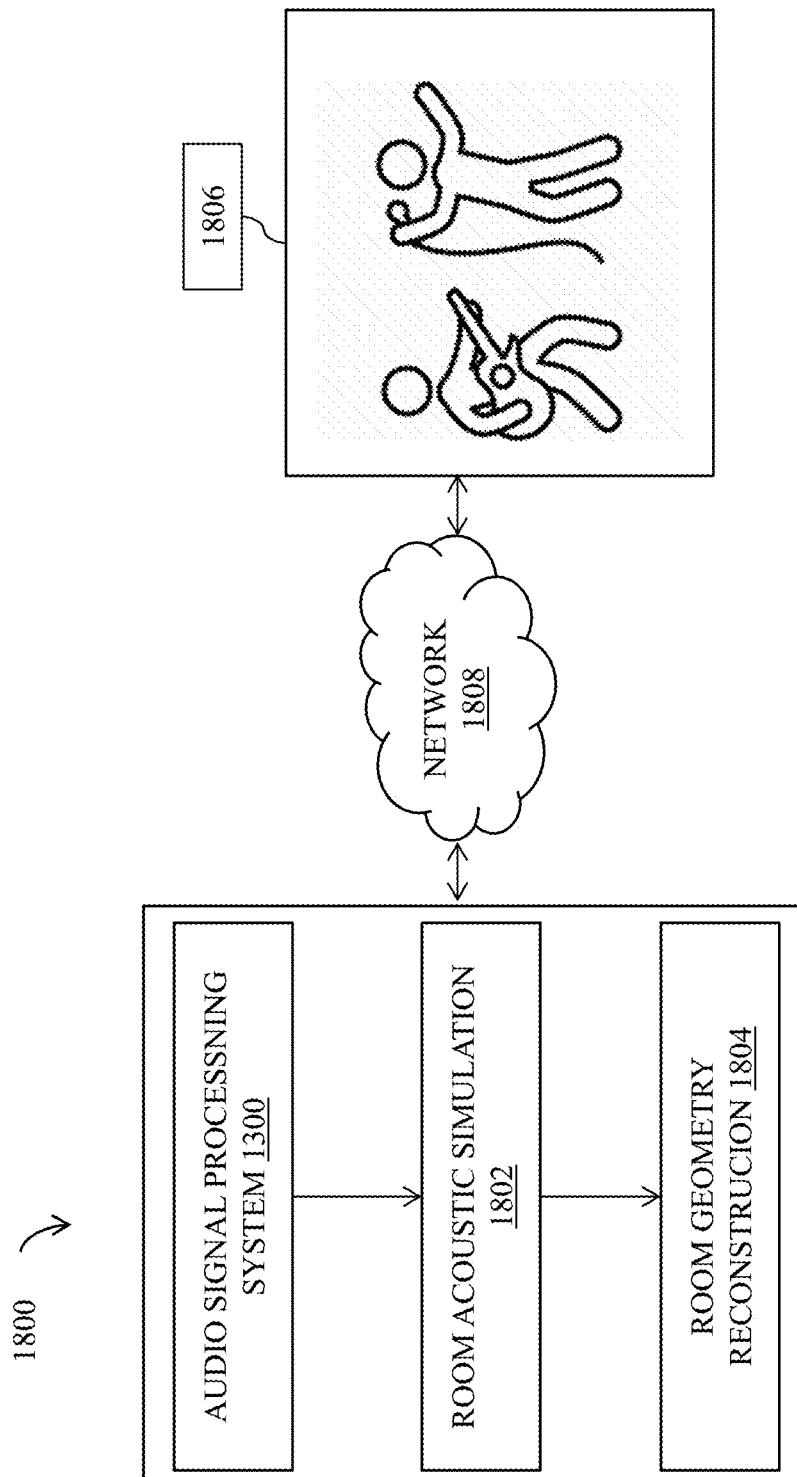 1800
AUDIO SIGNAL PROCESSNING
SYSTEM 1300
ROOM ACOUSTIC SIMULATION
1802
ROOM GEOMETRY
RECONSTRUCION 1804
NETWORK
1808
1806